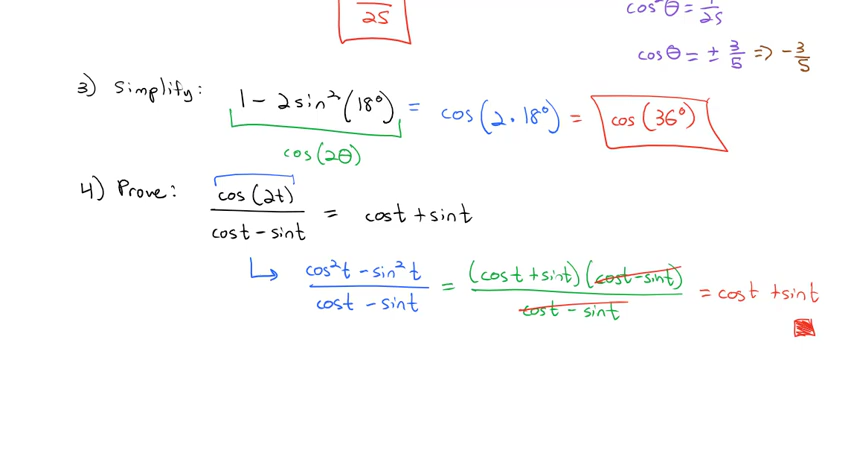 25
cos²θ = 1/25
cosθ = ± 3/5 => - 3/5
3) Simplify: 1 - 2sin²(18°) = cos(2 · 18°) = cos(36°)
cos(2θ)
4) Prove: cos(2t) / cost - sint = cost + sint
cos²t - sin²t / cost - sint = (cost + sint)(cost - sint) / cost - sint = cost + sint